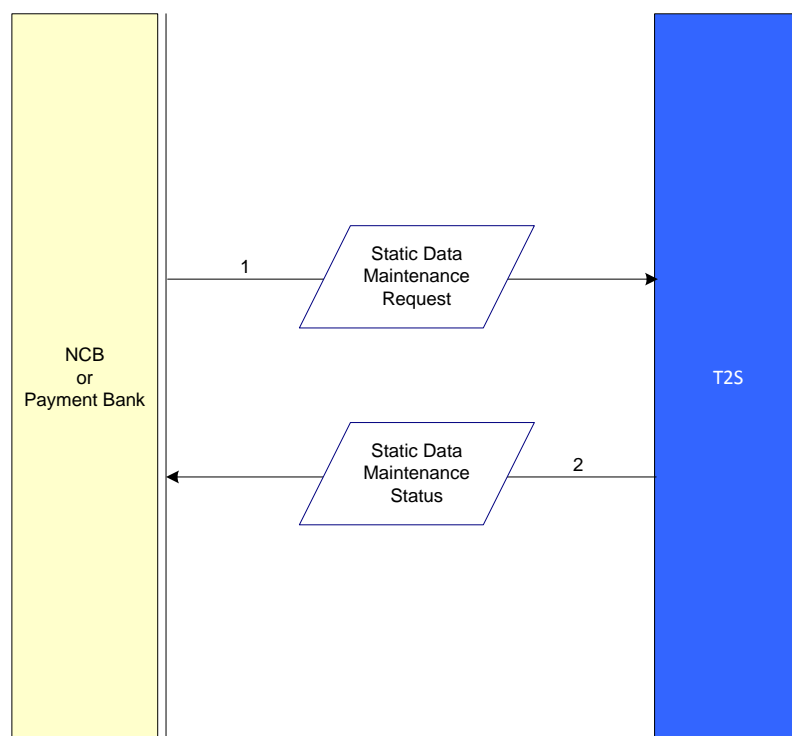 1
Static Data
Maintenance
Request
NCB
or
Payment Bank
T2S
Static Data
Maintenance
Status
2